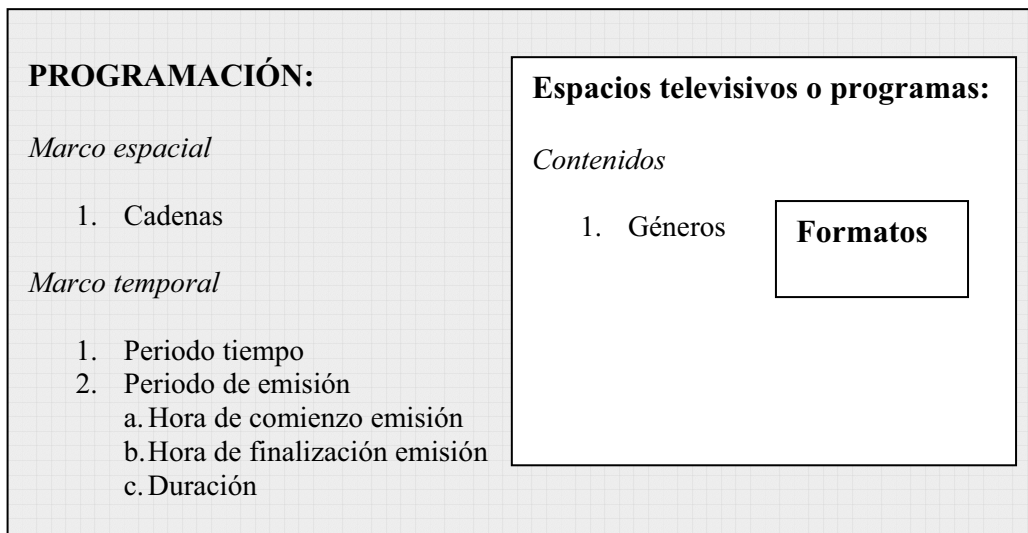 PROGRAMACIÓN:
Marco espacial
1. Cadenas
Marco temporal
1. Periodo tiempo
2. Periodo de emisión
a. Hora de comienzo emisión
b. Hora de finalización emisión
c. Duración
Espacios televisivos o programas:
Contenidos
1. Géneros
Formatos